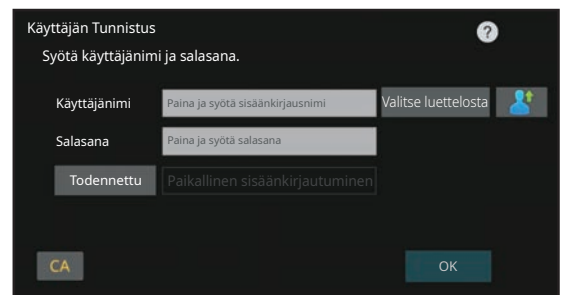 Käyttäjän Tunnistus
?
Syötä käyttäjänimi ja salasana.
Käyttäjänimi Paina ja syötä sisäänkirjausnimi Valitse luettelosta
Salasana Paina ja syötä salasana
Todennettu Paikallinen sisäänkirjautuminen
CA OK